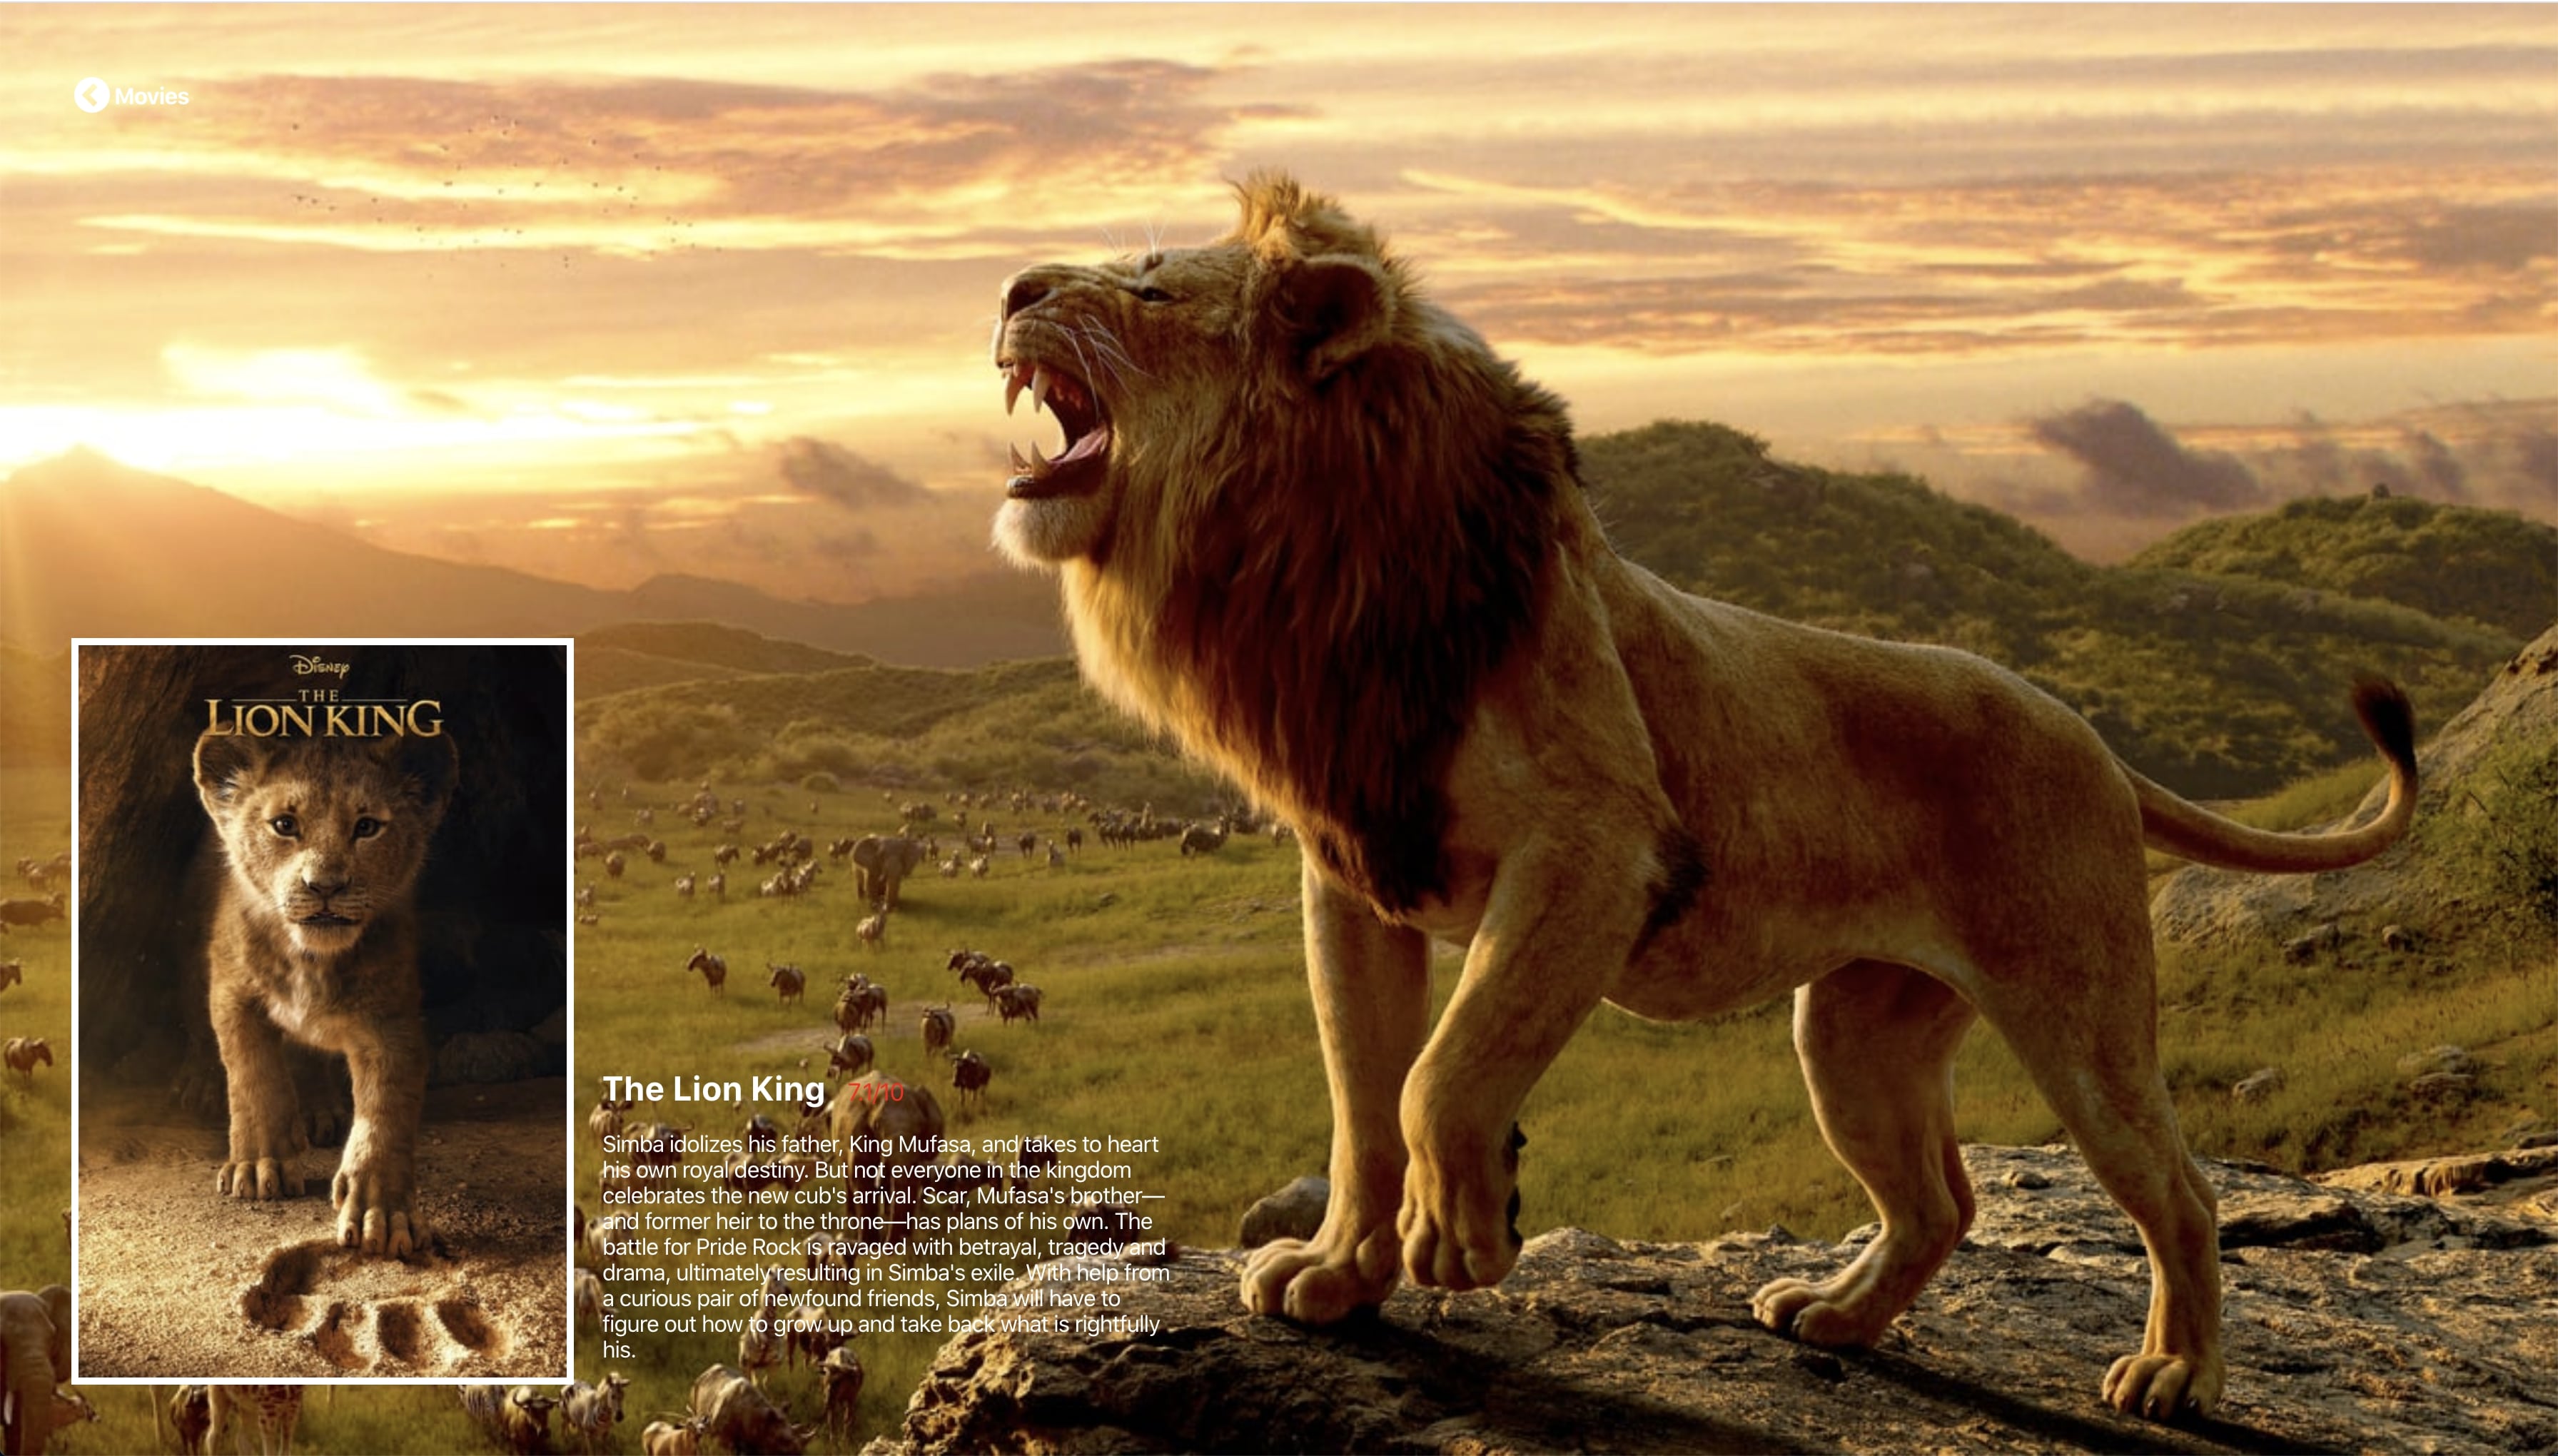 Movies
Disney
THE
LION KING
The Lion King 7.1/10
Simba idolizes his father, King Mufasa, and takes to heart
his own royal destiny. But not everyone in the kingdom
celebrates the new cub's arrival. Scar, Mufasa's brother—
and former heir to the throne—has plans of his own. The
battle for Pride Rock is ravaged with betrayal, tragedy and
drama, ultimately resulting in Simba's exile. With help from
a curious pair of newfound friends, Simba will have to
figure out how to grow up and take back what is rightfully
his.